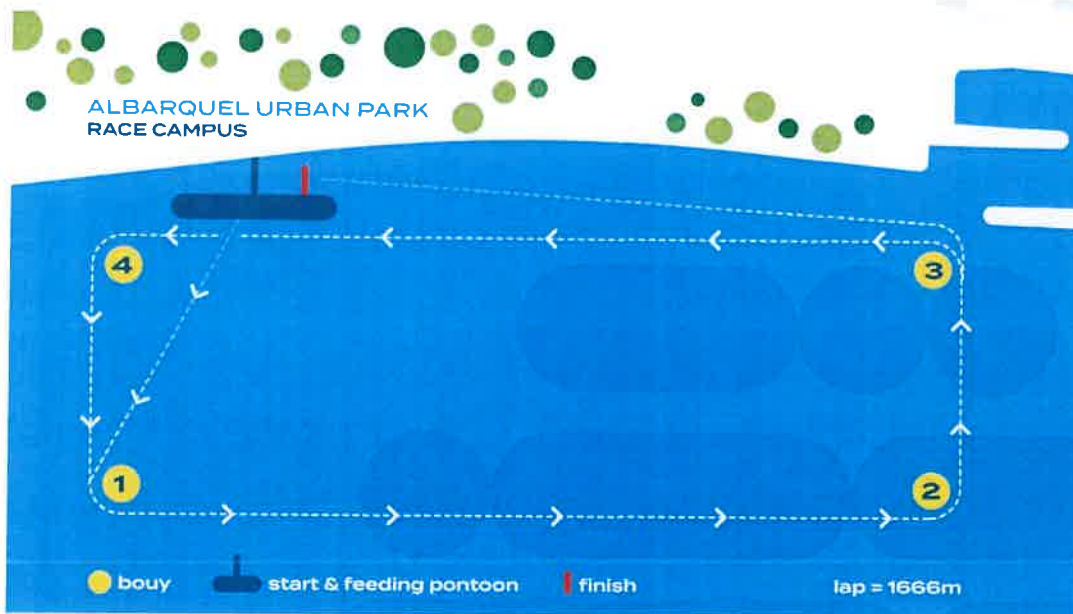 ALBARQUEL URBAN PARK
RACE CAMPUS
4
3
1
2
bouy
start & feeding pontoon
finish
lap = 1666m